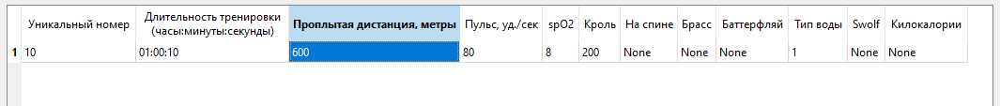 Уникальный номер Длительность тренировки (часы:минуты:секунды) Проплытая дистанция, метры Пульс, уд./сек spO2 Кроль На спине Брасс Баттерфляй Тип воды Swolf Килокалории
1 10 01:00:10 600 80 8 200 None None None 1 None None